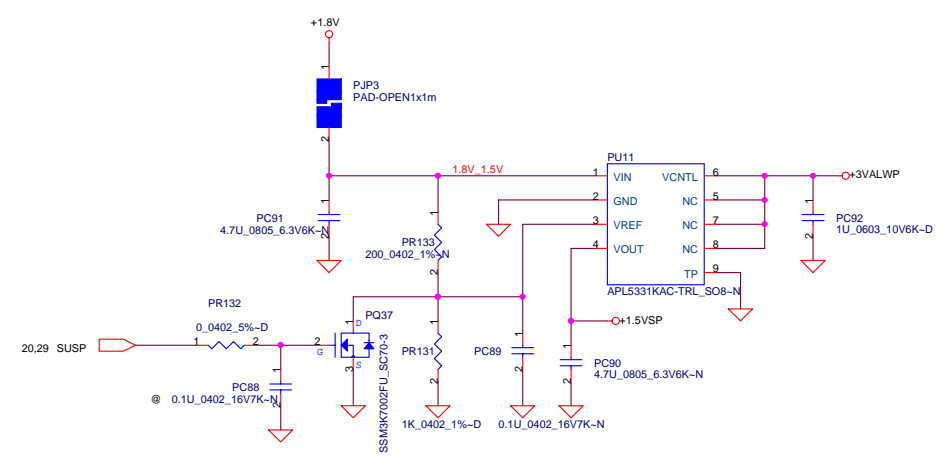 +1.8V
1
PJP3
PAD-OPEN1x1m
2
PU11
1.8V_1.5V
1 VIN VCNTL 6
+3VALWP
2 GND NC 5
3 VREF NC 7
4 VOUT NC 8
TP 9
APL5331KAC-TRL_SO8~N
1
PC91
4.7U_0805_6.3V6K~N
2
1
PR133
200_0402_1%~N
2
1
PC92
1U_0603_10V6K~D
2
+1.5VSP
PR132
0_0402_5%~D
20,29 SUSP
1 2
1
D
PQ37
2
G
S
3
SSM3K7002FU_SC70-3
1
PC88
@ 0.1U_0402_16V7K~N
2
1
PR131
2
1K_0402_1%~D
1
PC89
2
0.1U_0402_16V7K~N
1
PC90
4.7U_0805_6.3V6K~N
2